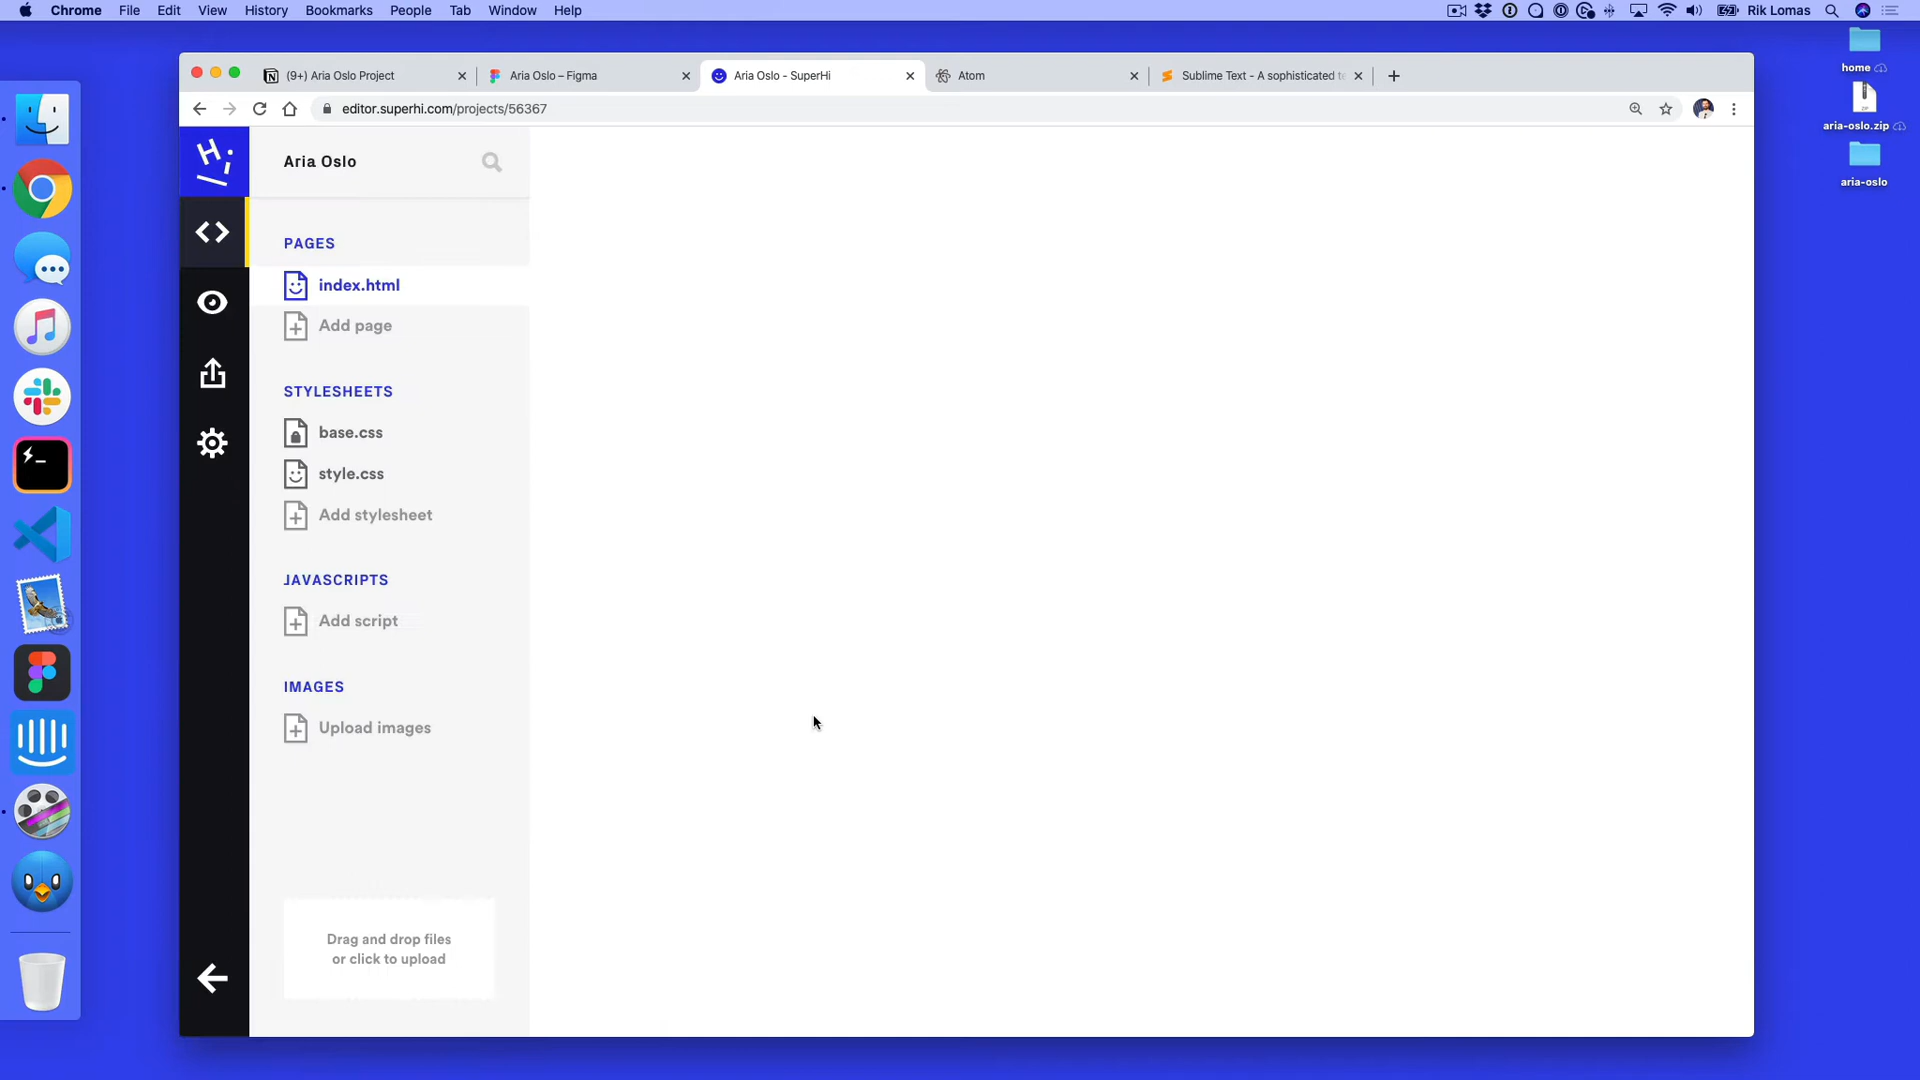 Chrome File Edit View History Bookmarks People Tab Window Help
Rik Lomas
(9+) Aria Oslo Project
Aria Oslo – Figma
Aria Oslo - SuperHi
Atom
Sublime Text - A sophisticated te
editor.superhi.com/projects/56367
home
ZIP
aria-oslo.zip
aria-oslo
Hi
Aria Oslo
PAGES
index.html
Add page
STYLESHEETS
base.css
style.css
Add stylesheet
JAVASCRIPTS
Add script
IMAGES
Upload images
Drag and drop files
or click to upload